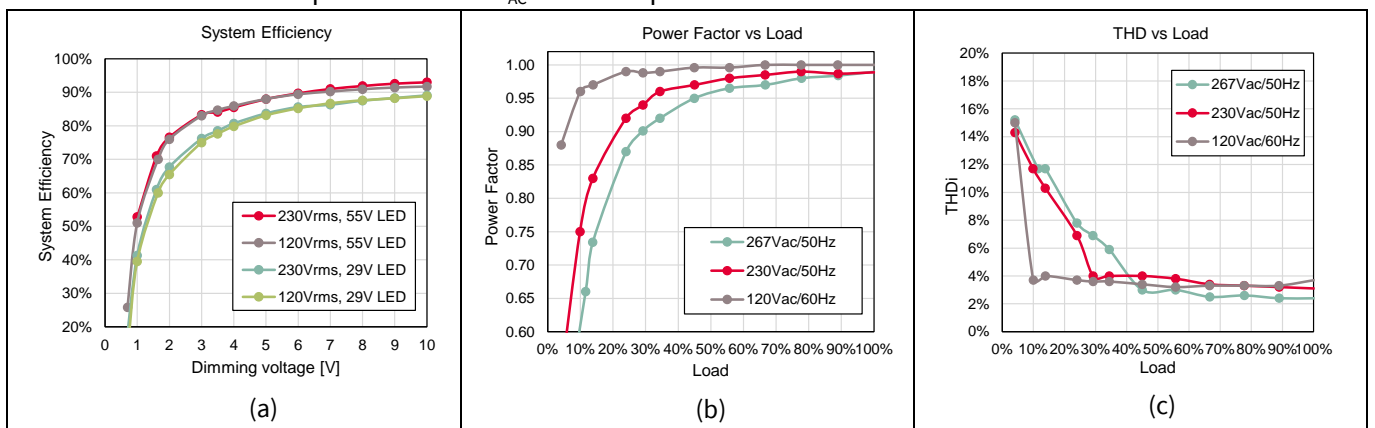 AC
System Efficiency
100%
90%
80%
70%
60%
50%
40%
30%
20%
System Efficiency
230Vrms, 55V LED
120Vrms, 55V LED
230Vrms, 29V LED
120Vrms, 29V LED
0 1 2 3 4 5 6 7 8 9 10
Dimming voltage [V]
(a)
Power Factor vs Load
1.00
0.95
0.90
0.85
0.80
0.75
0.70
0.65
0.60
Power Factor
267Vac/50Hz
230Vac/50Hz
120Vac/60Hz
0% 10% 20% 30% 40% 50% 60% 70% 80% 90% 100%
Load
(b)
THD vs Load
20%
18%
16%
14%
12%
10%
8%
6%
4%
2%
0%
THDi
267Vac/50Hz
230Vac/50Hz
120Vac/60Hz
0% 10% 20% 30% 40% 50% 60% 70% 80% 90%100%
Load
(c)